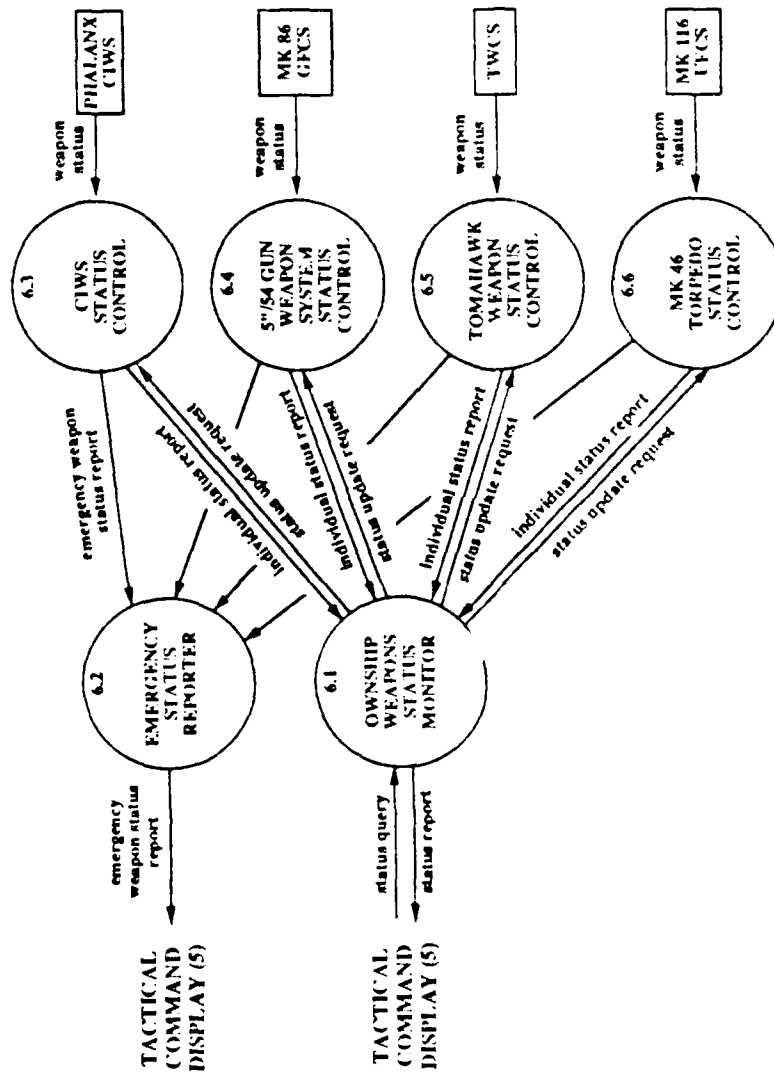 TACTICAL
COMMAND
DISPLAY (5)
emergency
weapon status
report
6.2
EMERGENCY
STATUS
REPORTER
emergency weapon
status report
6.3
CIWS
STATUS
CONTROL
weapon
status
PHALANX
CIWS
individual status report
status update request
6.4
5"/54 GUN
WEAPON
SYSTEM
STATUS
CONTROL
weapon
status
MK 86
GFCS
individual status report
status update request
TACTICAL
COMMAND
DISPLAY (5)
status query
status report
6.1
OWNSHIP
WEAPONS
STATUS
MONITOR
individual status report
status update request
6.5
TOMAHAWK
WEAPON
STATUS
CONTROL
weapon
status
TWCS
individual status report
status update request
6.6
MK 46
TORPEDO
STATUS
CONTROL
weapon
status
MK 116
UFCS